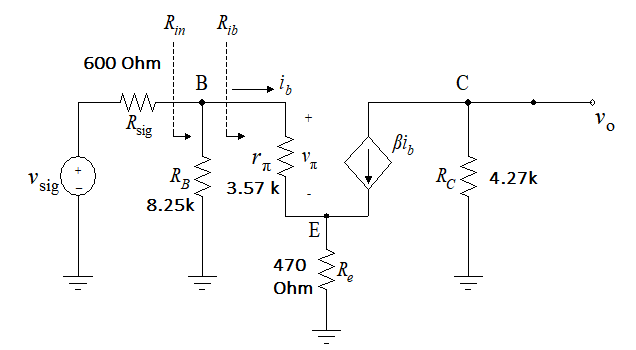 R_in R_ib
600 Ohm
B i_b C
R_sig + v_o
v_sig + − R_B r_π v_π βi_b R_C 4.27k
8.25k 3.57 k -
E
470 Ohm R_e